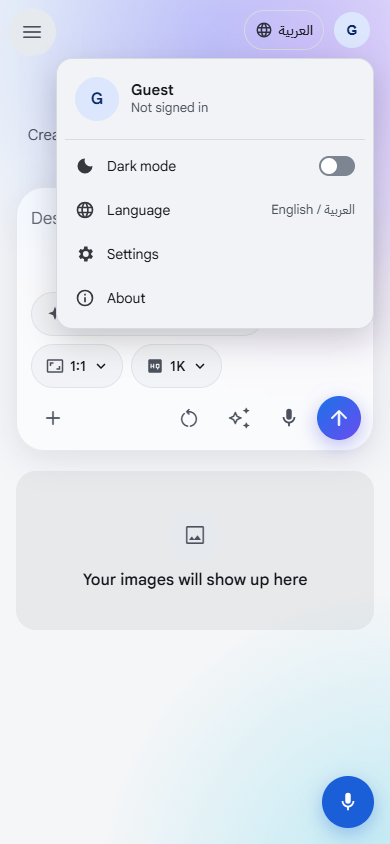 العربية
G
G
Guest
Not signed in
Crea
Dark mode
Des
Language
English / العربية
Settings
About
1:1
HQ
1K
Your images will show up here